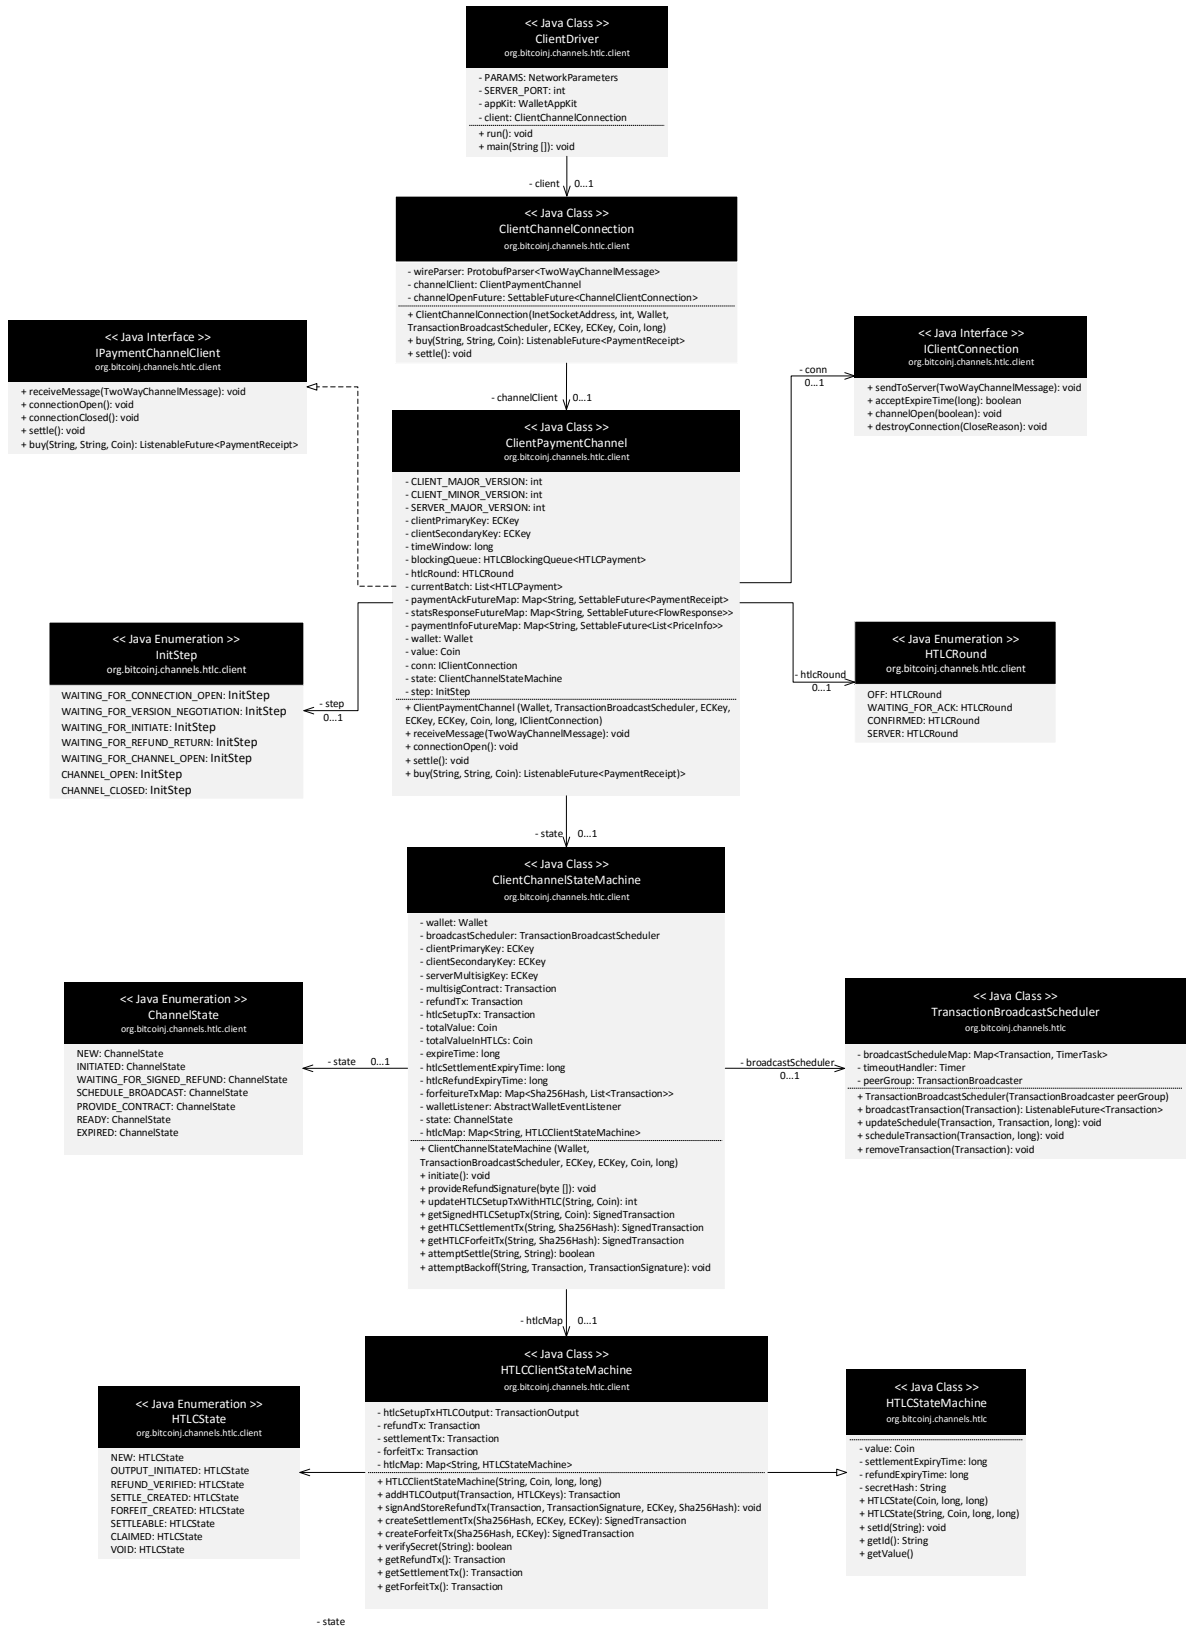 << Java Class >>
ClientDriver
org.bitcoinj.channels.htlc.client
- PARAMS: NetworkParameters
- SERVER_PORT: int
- appKit: WalletAppKit
- client: ClientChannelConnection
+ run(): void
+ main(String []): void
- client 0...1
<< Java Class >>
ClientChannelConnection
org.bitcoinj.channels.htlc.client
- wireParser: ProtobufParser<TwoWayChannelMessage>
- channelClient: ClientPaymentChannel
- channelOpenFuture: SettableFuture<ChannelClientConnection>
+ ClientChannelConnection(InetSocketAddress, int, Wallet,
TransactionBroadcastScheduler, ECKey, ECKey, Coin, long)
+ buy(String, String, Coin): ListenableFuture<PaymentReceipt>
+ settle(): void
<< Java Interface >>
IPaymentChannelClient
org.bitcoinj.channels.htlc.client
+ receiveMessage(TwoWayChannelMessage): void
+ connectionOpen(): void
+ connectionClosed(): void
+ settle(): void
+ buy(String, String, Coin): ListenableFuture<PaymentReceipt>
<< Java Interface >>
IClientConnection
org.bitcoinj.channels.htlc.client
+ sendToServer(TwoWayChannelMessage): void
+ acceptExpireTime(long): boolean
+ channelOpen(boolean): void
+ destroyConnection(CloseReason): void
- conn
0...1
- channelClient 0...1
<< Java Class >>
ClientPaymentChannel
org.bitcoinj.channels.htlc.client
- CLIENT_MAJOR_VERSION: int
- CLIENT_MINOR_VERSION: int
- SERVER_MAJOR_VERSION: int
- clientPrimaryKey: ECKey
- clientSecondaryKey: ECKey
- timeWindow: long
- blockingQueue: HTLCBlockingQueue<HTLCPayment>
- htlcRound: HTLCRound
- currentBatch: List<HTLCPayment>
- paymentAckFutureMap: Map<String, SettableFuture<PaymentReceipt>
- statsResponseFutureMap: Map<String, SettableFuture<FlowResponse>>
- paymentInfoFutureMap: Map<String, SettableFuture<List<PriceInfo>>
- wallet: Wallet
- value: Coin
- conn: IClientConnection
- state: ClientChannelStateMachine
- step: InitStep
+ ClientPaymentChannel (Wallet, TransactionBroadcastScheduler, ECKey,
ECKey, ECKey, Coin, long, IClientConnection)
+ receiveMessage(TwoWayChannelMessage): void
+ connectionOpen(): void
+ settle(): void
+ buy(String, String, Coin): ListenableFuture<PaymentReceipt)>
<< Java Enumeration >>
InitStep
org.bitcoinj.channels.htlc.client
WAITING_FOR_CONNECTION_OPEN: InitStep
WAITING_FOR_VERSION_NEGOTIATION: InitStep
WAITING_FOR_INITIATE: InitStep
WAITING_FOR_REFUND_RETURN: InitStep
WAITING_FOR_CHANNEL_OPEN: InitStep
CHANNEL_OPEN: InitStep
CHANNEL_CLOSED: InitStep
- step
0...1
- htlcRound
0...1
<< Java Enumeration >>
HTLCRound
org.bitcoinj.channels.htlc.client
OFF: HTLCRound
WAITING_FOR_ACK: HTLCRound
CONFIRMED: HTLCRound
SERVER: HTLCRound
- state 0...1
<< Java Class >>
ClientChannelStateMachine
org.bitcoinj.channels.htlc.client
- wallet: Wallet
- broadcastScheduler: TransactionBroadcastScheduler
- clientPrimaryKey: ECKey
- clientSecondaryKey: ECKey
- serverMultisigKey: ECKey
- multisigContract: Transaction
- refundTx: Transaction
- htlcSetupTx: Transaction
- totalValue: Coin
- totalValueInHTLCs: Coin
- expireTime: long
- htlcSettlementExpiryTime: long
- htlcRefundExpiryTime: long
- forfeitureTxMap: Map<Sha256Hash, List<Transaction>>
- walletListener: AbstractWalletEventListener
- state: ChannelState
- htlcMap: Map<String, HTLCClientStateMachine>
+ ClientChannelStateMachine (Wallet,
TransactionBroadcastScheduler, ECKey, ECKey, Coin, long)
+ initiate(): void
+ provideRefundSignature(byte []): void
+ updateHTLCSetupTxWithHTLC(String, Coin): int
+ getSignedHTLCSetupTx(String, Coin): SignedTransaction
+ getHTLCSettlementTx(String, Sha256Hash): SignedTransaction
+ getHTLCForfeitTx(String, Sha256Hash): SignedTransaction
+ attemptSettle(String, String): boolean
+ attemptBackoff(String, Transaction, TransactionSignature): void
<< Java Enumeration >>
ChannelState
org.bitcoinj.channels.htlc.client
NEW: ChannelState
INITIATED: ChannelState
WAITING_FOR_SIGNED_REFUND: ChannelState
SCHEDULE_BROADCAST: ChannelState
PROVIDE_CONTRACT: ChannelState
READY: ChannelState
EXPIRED: ChannelState
- state 0...1
- broadcastScheduler
0...1
<< Java Class >>
TransactionBroadcastScheduler
org.bitcoinj.channels.htlc
- broadcastScheduleMap: Map<Transaction, TimerTask>
- timeoutHandler: Timer
- peerGroup: TransactionBroadcaster
+ TransactionBroadcastScheduler(TransactionBroadcaster peerGroup)
+ broadcastTransaction(Transaction): ListenableFuture<Transaction>
+ updateSchedule(Transaction, Transaction, long): void
+ scheduleTransaction(Transaction, long): void
+ removeTransaction(Transaction): void
- htlcMap 0...1
<< Java Class >>
HTLCClientStateMachine
org.bitcoinj.channels.htlc.client
- htlcSetupTxHTLCOutput: TransactionOutput
- refundTx: Transaction
- settlementTx: Transaction
- forfeitTx: Transaction
- htlcMap: Map<String, HTLCStateMachine>
+ HTLCClientStateMachine(String, Coin, long, long)
+ addHTLCOutput(Transaction, HTLCKeys): Transaction
+ signAndStoreRefundTx(Transaction, TransactionSignature, ECKey, Sha256Hash): void
+ createSettlementTx(Sha256Hash, ECKey, ECKey): SignedTransaction
+ createForfeitTx(Sha256Hash, ECKey): SignedTransaction
+ verifySecret(String): boolean
+ getRefundTx(): Transaction
+ getSettlementTx(): Transaction
+ getForfeitTx(): Transaction
<< Java Enumeration >>
HTLCState
org.bitcoinj.channels.htlc.client
NEW: HTLCState
OUTPUT_INITIATED: HTLCState
REFUND_VERIFIED: HTLCState
SETTLE_CREATED: HTLCState
FORFEIT_CREATED: HTLCState
SETTLEABLE: HTLCState
CLAIMED: HTLCState
VOID: HTLCState
<< Java Class >>
HTLCStateMachine
org.bitcoinj.channels.htlc
- value: Coin
- settlementExpiryTime: long
- refundExpiryTime: long
- secretHash: String
+ HTLCState(Coin, long, long)
+ HTLCState(String, Coin, long, long)
+ setId(String): void
+ getId(): String
+ getValue()
- state